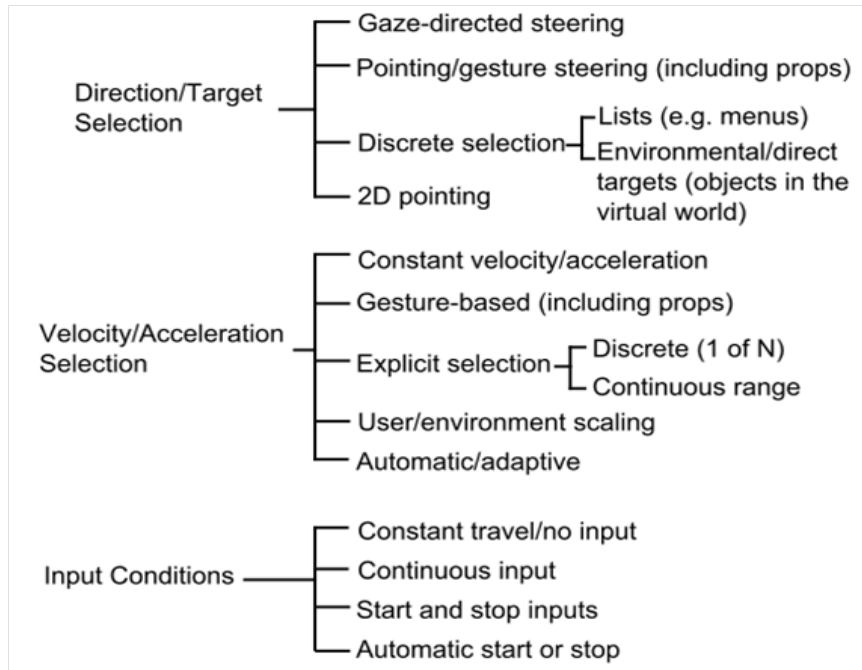 Gaze-directed steering
Direction/Target
Selection
Pointing/gesture steering (including props)
Discrete selection
Lists (e.g. menus)
Environmental/direct
targets (objects in the
virtual world)
2D pointing
Constant velocity/acceleration
Gesture-based (including props)
Velocity/Acceleration
Selection
Explicit selection
Discrete (1 of N)
Continuous range
User/environment scaling
Automatic/adaptive
Constant travel/no input
Input Conditions
Continuous input
Start and stop inputs
Automatic start or stop